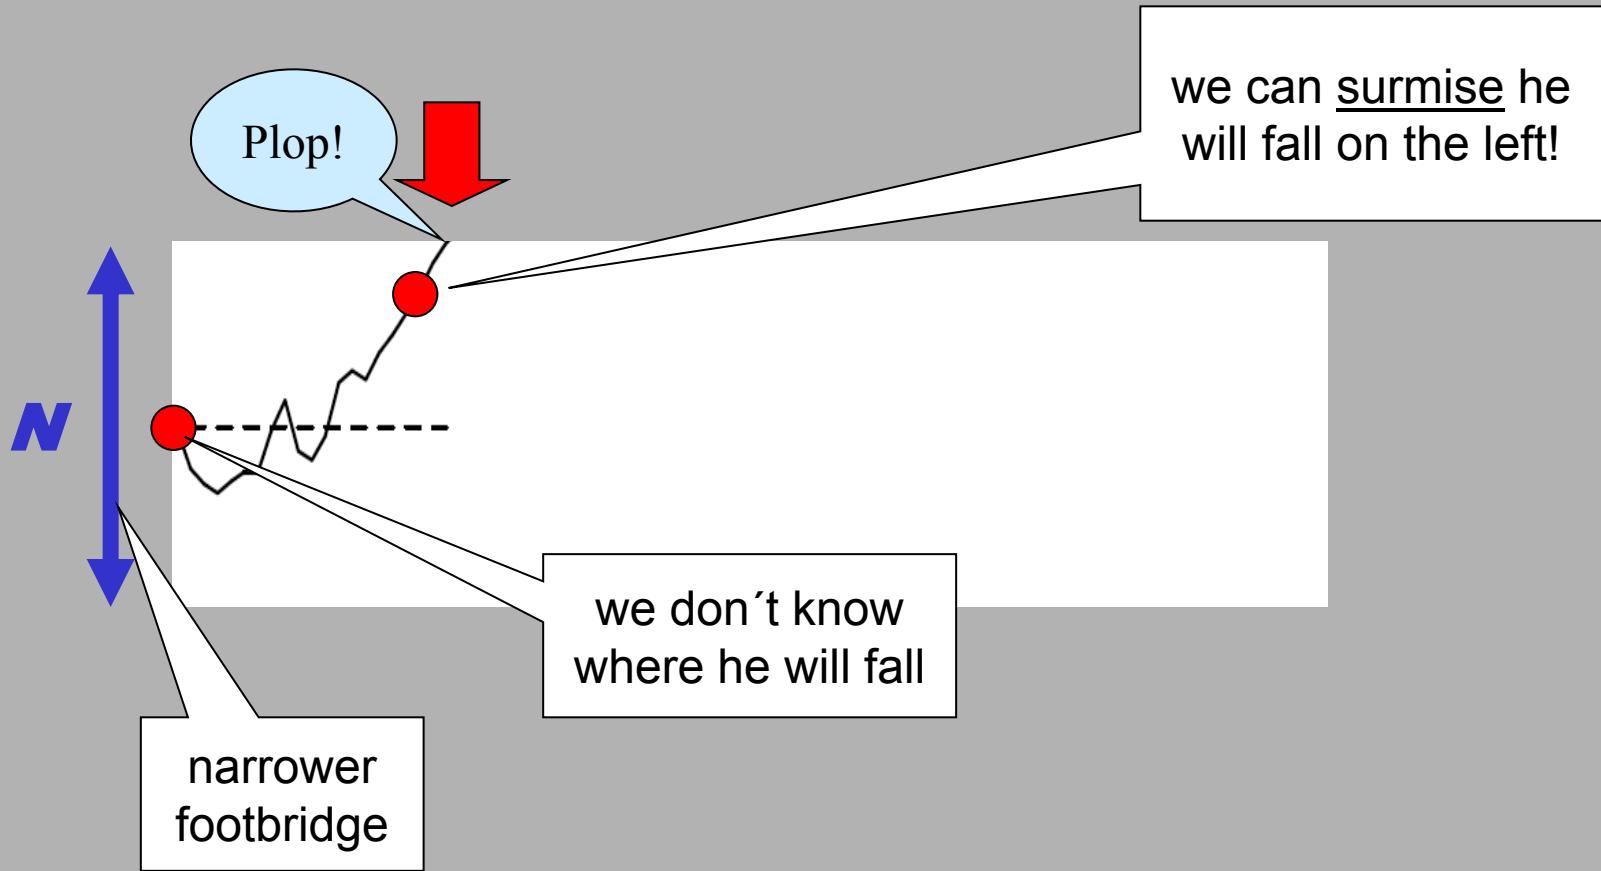 we can surmise he
will fall on the left!
Plop!
N
we don´t know
where he will fall
narrower
footbridge